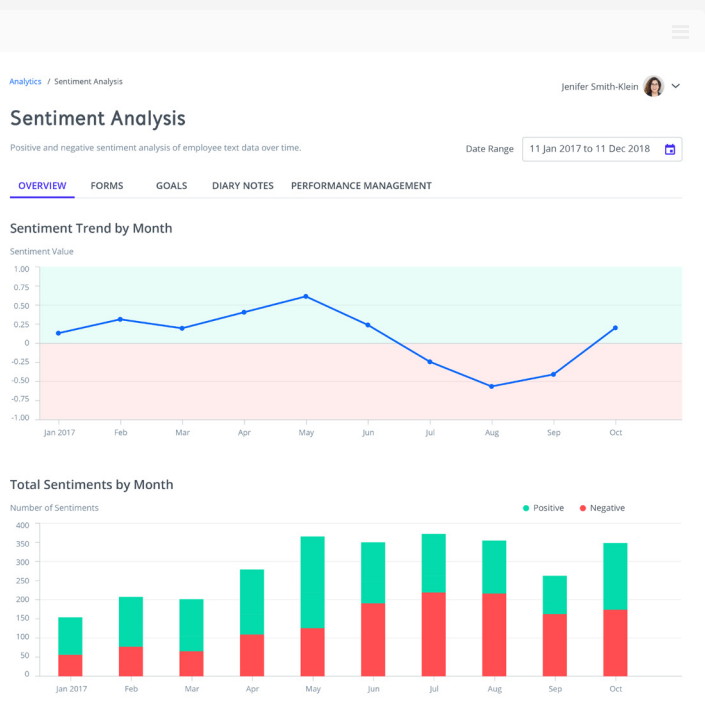 Analytics / Sentiment Analysis
Jenifer Smith-Klein
Sentiment Analysis
Positive and negative sentiment analysis of employee text data over time.
Date Range 11 Jan 2017 to 11 Dec 2018
OVERVIEW FORMS GOALS DIARY NOTES PERFORMANCE MANAGEMENT
Sentiment Trend by Month
Sentiment Value
1.00
0.75
0.50
0.25
0
-0.25
-0.50
-0.75
-1.00
Jan 2017 Feb Mar Apr May Jun Jul Aug Sep Oct
Total Sentiments by Month
Number of Sentiments Positive Negative
400
350
300
250
200
150
100
50
0
Jan 2017 Feb Mar Apr May Jun Jul Aug Sep Oct